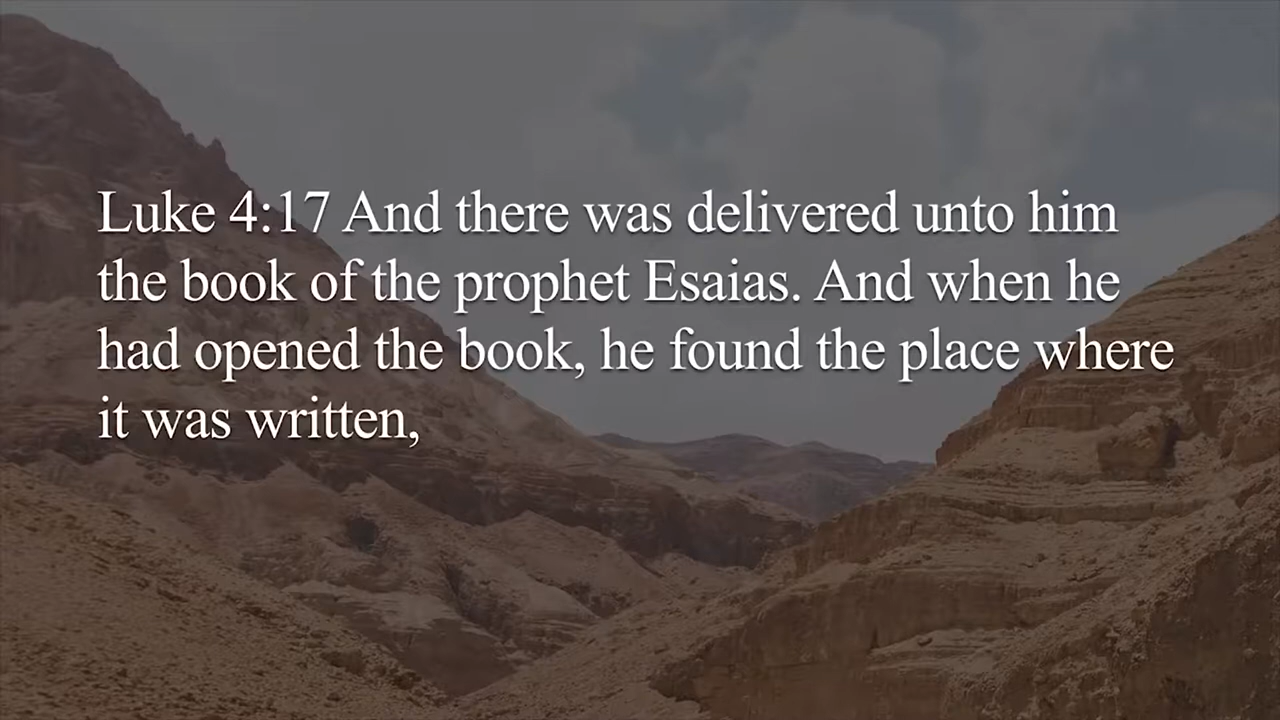 Luke 4:17 And there was delivered unto him
the book of the prophet Esaias. And when he
had opened the book, he found the place where
it was written,